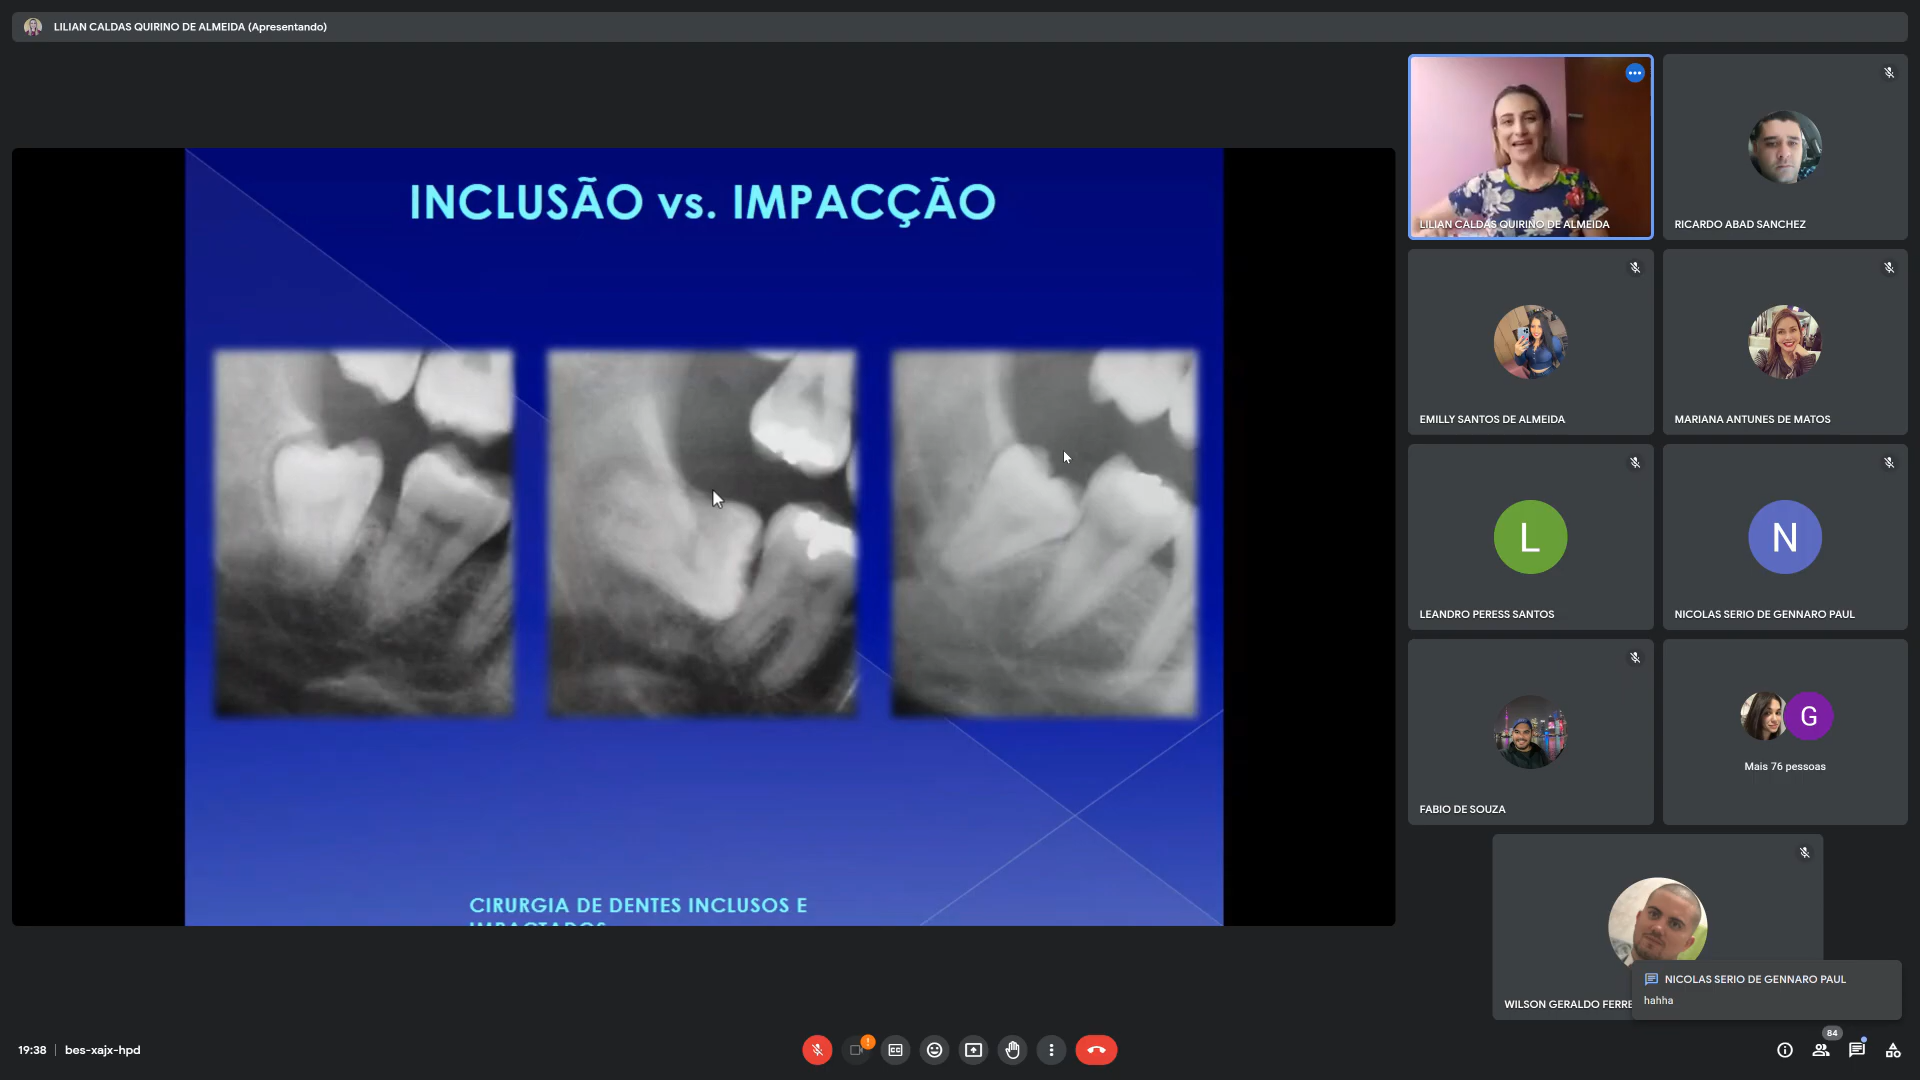 LILIAN CALDAS QUIRINO DE ALMEIDA (Apresentando)
INCLUSÃO vs. IMPACÇÃO
CIRURGIA DE DENTES INCLUSOS E
IMPACTADOS
LILIAN CALDAS QUIRINO DE ALMEIDA
RICARDO ABAD SANCHEZ
EMILLY SANTOS DE ALMEIDA
MARIANA ANTUNES DE MATOS
L
LEANDRO PERESS SANTOS
N
NICOLAS SERIO DE GENNARO PAUL
FABIO DE SOUZA
G
Mais 76 pessoas
WILSON GERALDO FERRE
NICOLAS SERIO DE GENNARO PAUL
hahha
19:38
bes-xajx-hpd
84